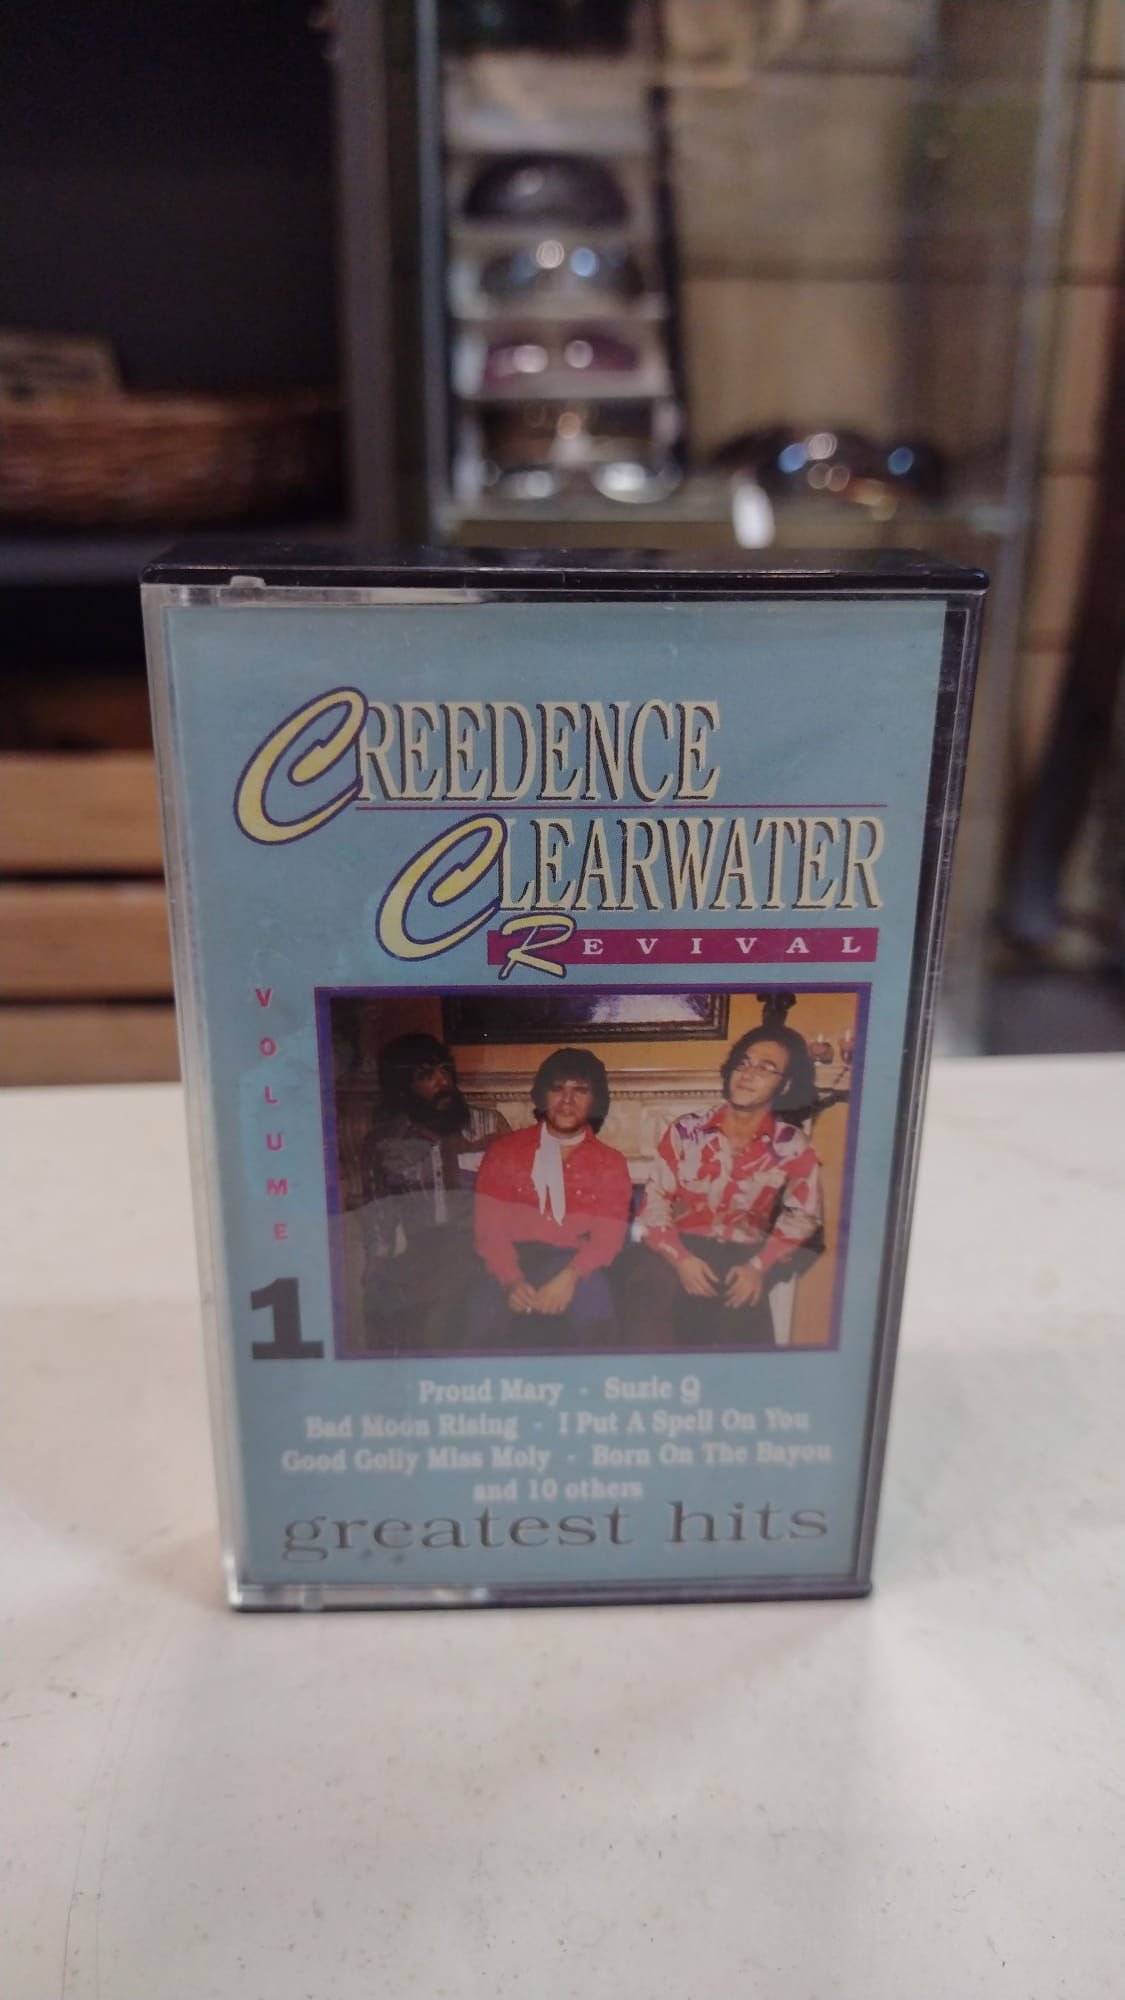 CREEDENCE
CLEARWATER
REVIVAL
VOLUME
1
Proud Mary - Suzie Q
Bad Moon Rising - I Put A Spell On You
Good Golly Miss Moly - Born On The Bayou
and 10 others
greatest hits